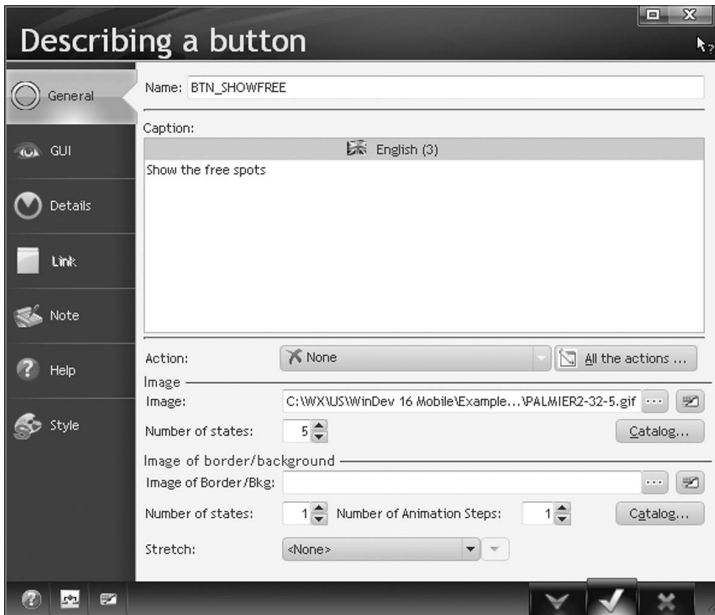 Describing a button
General
GUI
Details
Link
Note
Help
Style
Name: BTN_SHOWFREE
Caption:
English (3)
Show the free spots
Action: None All the actions ...
Image
Image: C:\WX\US\WinDev 16 Mobile\Example...\PALMIER2-32-5.gif ...
Number of states: 5 Catalog...
Image of border/background
Image of Border/Bkg: ...
Number of states: 1 Number of Animation Steps: 1 Catalog...
Stretch: <None>